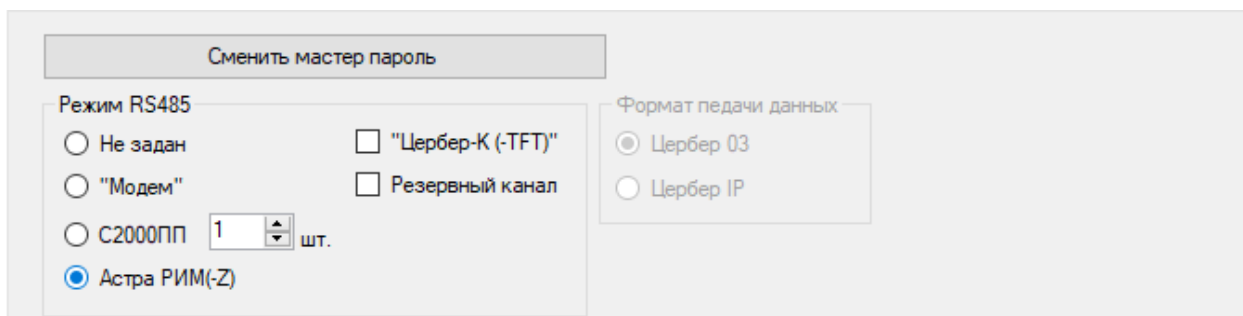 Сменить мастер пароль
Режим RS485
Не задан
"Цербер-К (-TFT)"
"Модем"
Резервный канал
С2000ПП 1 шт.
Астра РИМ(-Z)
Формат педачи данных
Цербер 03
Цербер IP